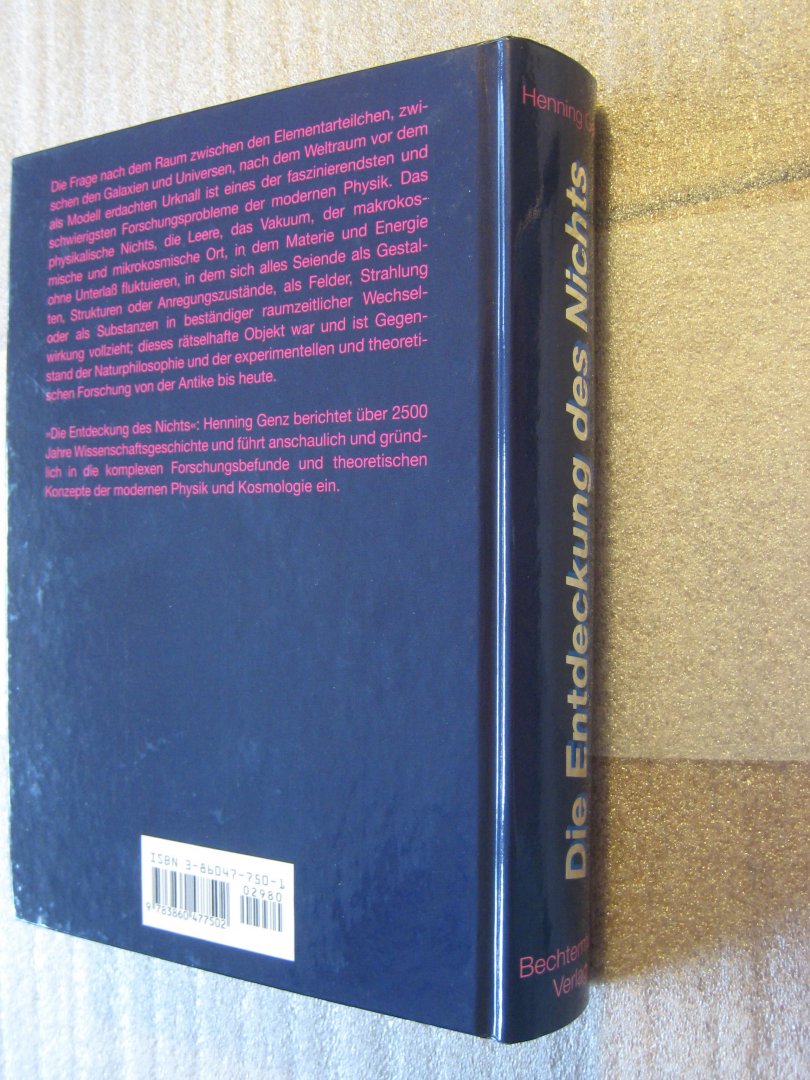 Die Frage nach dem Raum zwischen den Elementarteilchen, zwi-
schen den Galaxien und Universen, nach dem Weltraum vor dem
als Modell erdachten Urknall ist eines der faszinierendsten und
schwierigsten Forschungsprobleme der modernen Physik. Das
physikalische Nichts, die Leere, das Vakuum, der makrokos-
mische und mikrokosmische Ort, in dem Materie und Energie
ohne Unterlaß fluktuieren, in dem sich alles Seiende als Gestal-
ten, Strukturen oder Anregungszustände, als Felder, Strahlung
oder als Substanzen in beständiger raumzeitlicher Wechsel-
wirkung vollzieht; dieses rätselhafte Objekt war und ist Gegen-
stand der Naturphilosophie und der experimentellen und theoreti-
schen Forschung von der Antike bis heute.
»Die Entdeckung des Nichts«: Henning Genz berichtet über 2500
Jahre Wissenschaftsgeschichte und führt anschaulich und gründ-
lich in die komplexen Forschungsbefunde und theoretischen
Konzepte der modernen Physik und Kosmologie ein.
ISBN 3-86047-750-1
02980
9 783860 477502
Henning
Die Entdeckung des Nichts
Verlag